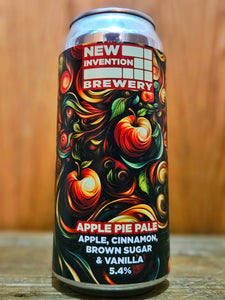 NEW
INVENTION
BREWERY
APPLE PIE PALE
APPLE, CINNAMON,
BROWN SUGAR
& VANILLA
5.4%